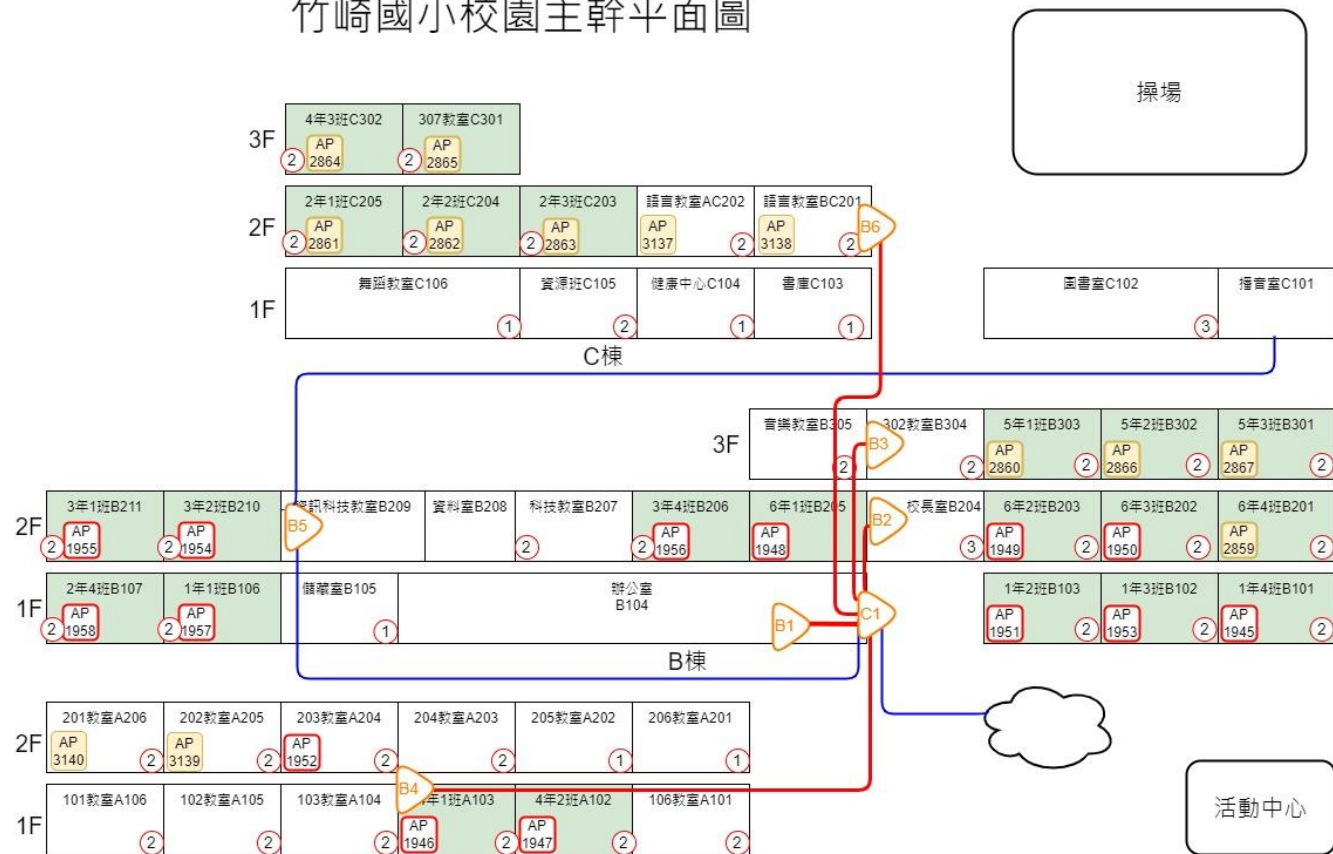 竹崎國小校園主幹平面圖
操場
3F
4年3班C302
AP
2864
2
307教室C301
AP
2865
2
2F
2年1班C205
AP
2861
2
2年2班C204
AP
2862
2
2年3班C203
AP
2863
2
語言教室AC202
AP
3137
2
語言教室BC201
AP
3138
2
B6
1F
舞蹈教室C106
1
資源班C105
2
健康中心C104
1
書庫C103
1
圖書室C102
3
播音室C101
C棟
3F
音樂教室B305
2
B3
302教室B304
2
5年1班B303
AP
2860
2
5年2班B302
AP
2866
2
5年3班B301
AP
2867
2
2F
3年1班B211
AP
1955
2
3年2班B210
AP
1954
2
資訊科技教室B209
B5
資料室B208
科技教室B207
2
3年4班B206
AP
1956
2
6年1班B205
AP
1948
B2
校長室B204
3
6年2班B203
AP
1949
2
6年3班B202
AP
1950
2
6年4班B201
AP
2859
2
1F
2年4班B107
AP
1958
2
1年1班B106
AP
1957
2
儲藏室B105
1
辦公室
B104
B1
C1
1年2班B103
AP
1951
2
1年3班B102
AP
1953
2
1年4班B101
AP
1945
2
B棟
2F
201教室A206
AP
3140
2
202教室A205
AP
3139
2
203教室A204
AP
1952
2
204教室A203
2
205教室A202
1
206教室A201
1
1F
101教室A106
2
102教室A105
2
103教室A104
2
B4
年1班A103
AP
1946
2
4年2班A102
AP
1947
2
106教室A101
2
活動中心